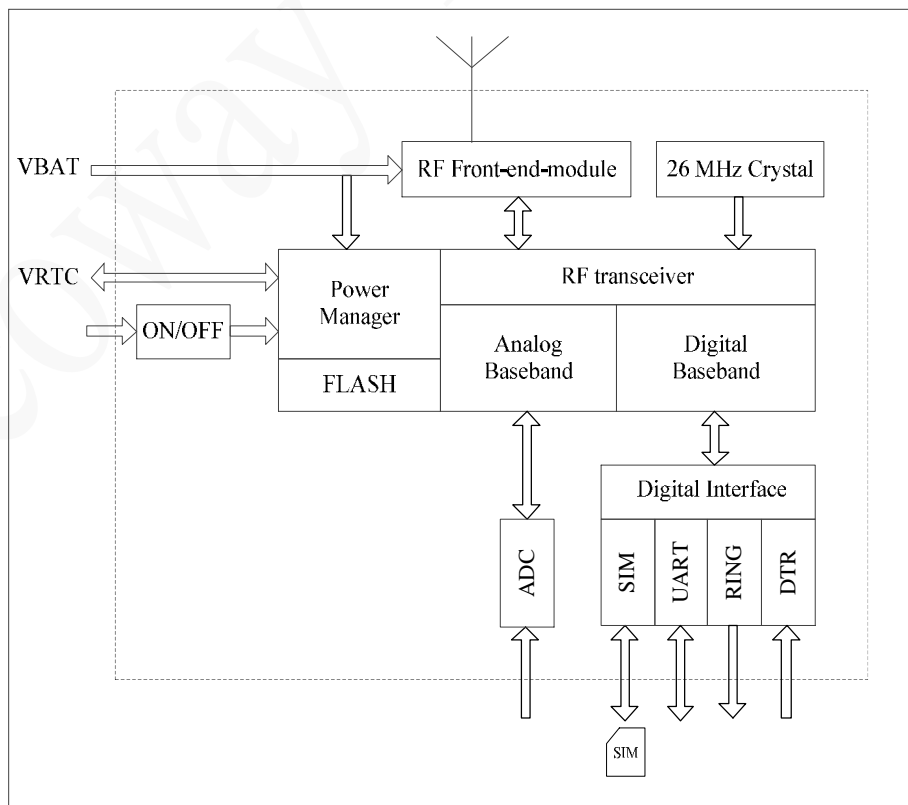 VBAT
RF Front-end-module
26 MHz Crystal
VRTC
Power
Manager
RF transceiver
ON/OFF
Analog
Baseband
Digital
Baseband
FLASH
Digital Interface
ADC
SIM
UART
RING
DTR
SIM